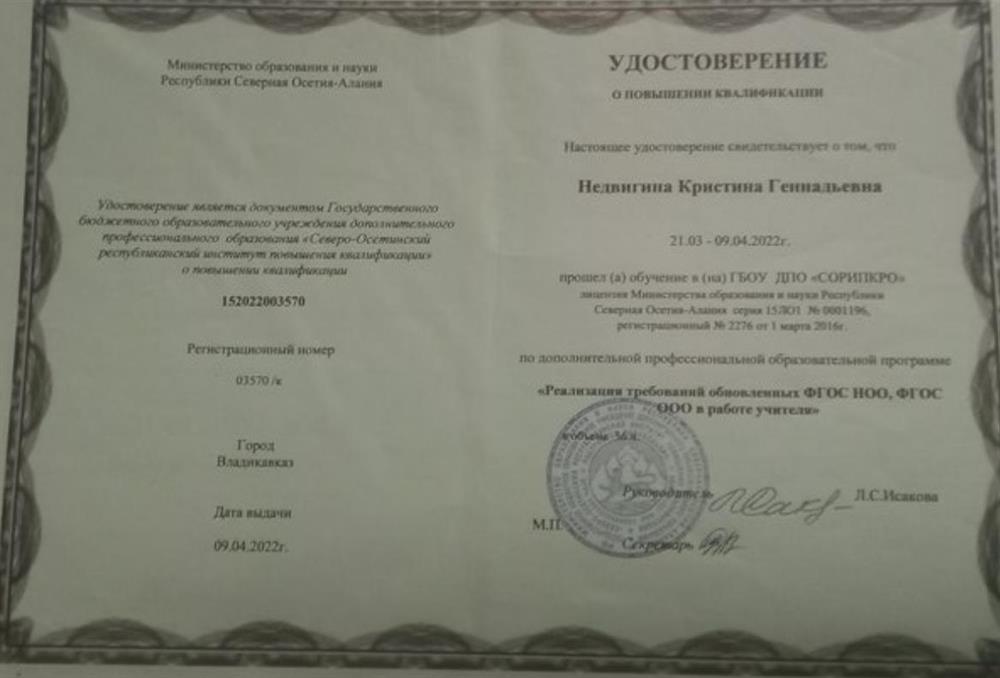 Министерство образования и науки
Республики Северная Осетия-Алания
Удостоверение является документом Государственного
бюджетного образовательного учреждения дополнительного
профессионального образования «Северо-Осетинский
республиканский институт повышения квалификации»
о повышении квалификации
152022003570
Регистрационный номер
03570 /к
Город
Владикавказ
Дата выдачи
09.04.2022г.
УДОСТОВЕРЕНИЕ
О ПОВЫШЕНИИ КВАЛИФИКАЦИИ
Настоящее удостоверение свидетельствует о том, что
Недвигина Кристина Геннадьевна
21.03 - 09.04.2022г.
прошел (а) обучение в (на) ГБОУ ДПО «СОРИПКРО»
лицензия Министерства образования и науки Республики
Северная Осетия-Алания серия 15ЛО1 № 0001196,
регистрационный № 2276 от 1 марта 2016г.
по дополнительной профессиональной образовательной программе
«Реализация требований обновленных ФГОС НОО, ФГОС
ООО в работе учителя»
в объеме 36 ч.
Руководитель
Л.С.Исакова
М.П.
Секретарь